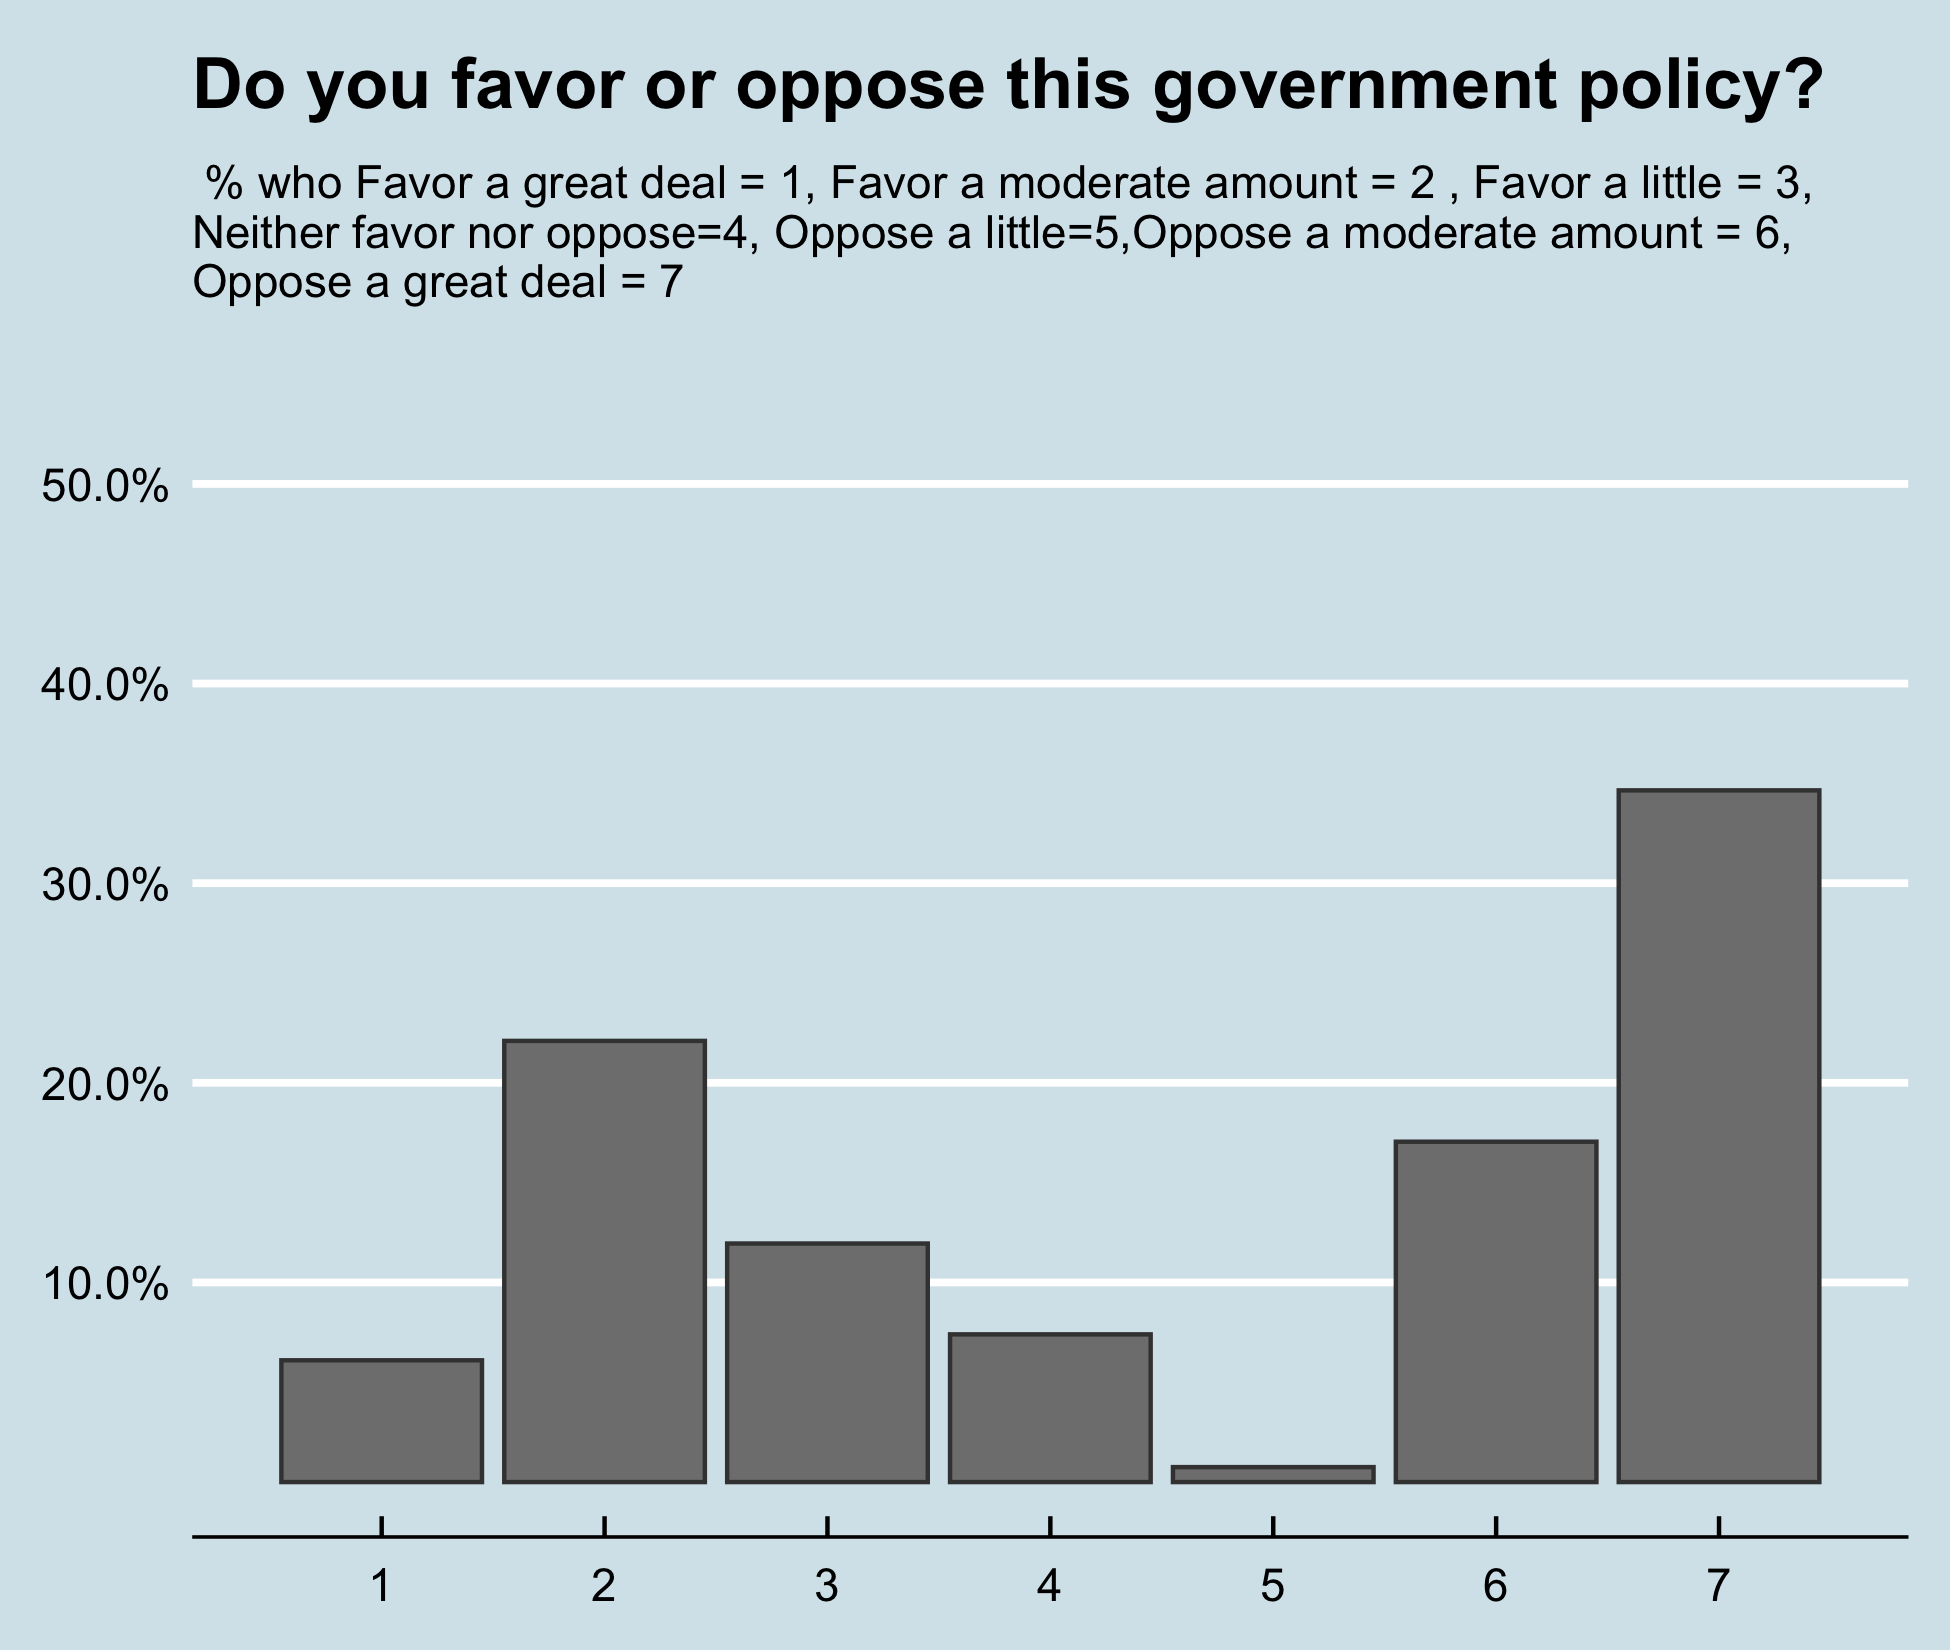 Do you favor or oppose this government policy?
% who Favor a great deal = 1, Favor a moderate amount = 2 , Favor a little = 3,
Neither favor nor oppose=4, Oppose a little=5,Oppose a moderate amount = 6,
Oppose a great deal = 7
50.0%
40.0%
30.0%
20.0%
10.0%
1 2 3 4 5 6 7